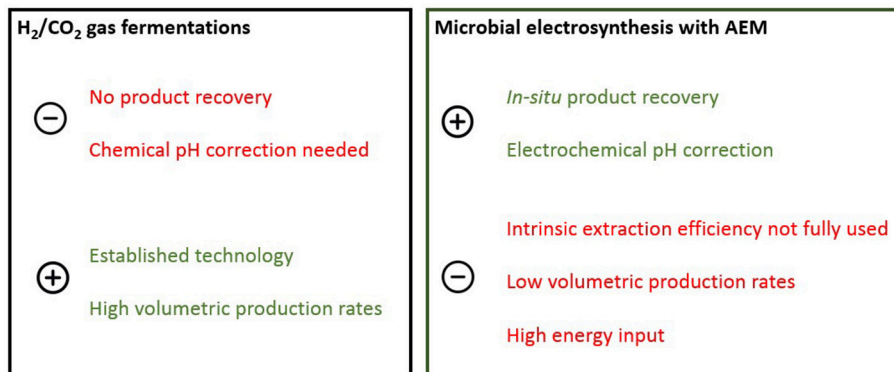 H₂/CO₂ gas fermentations
No product recovery
Chemical pH correction needed
Established technology
High volumetric production rates
Microbial electrosynthesis with AEM
In-situ product recovery
Electrochemical pH correction
Intrinsic extraction efficiency not fully used
Low volumetric production rates
High energy input